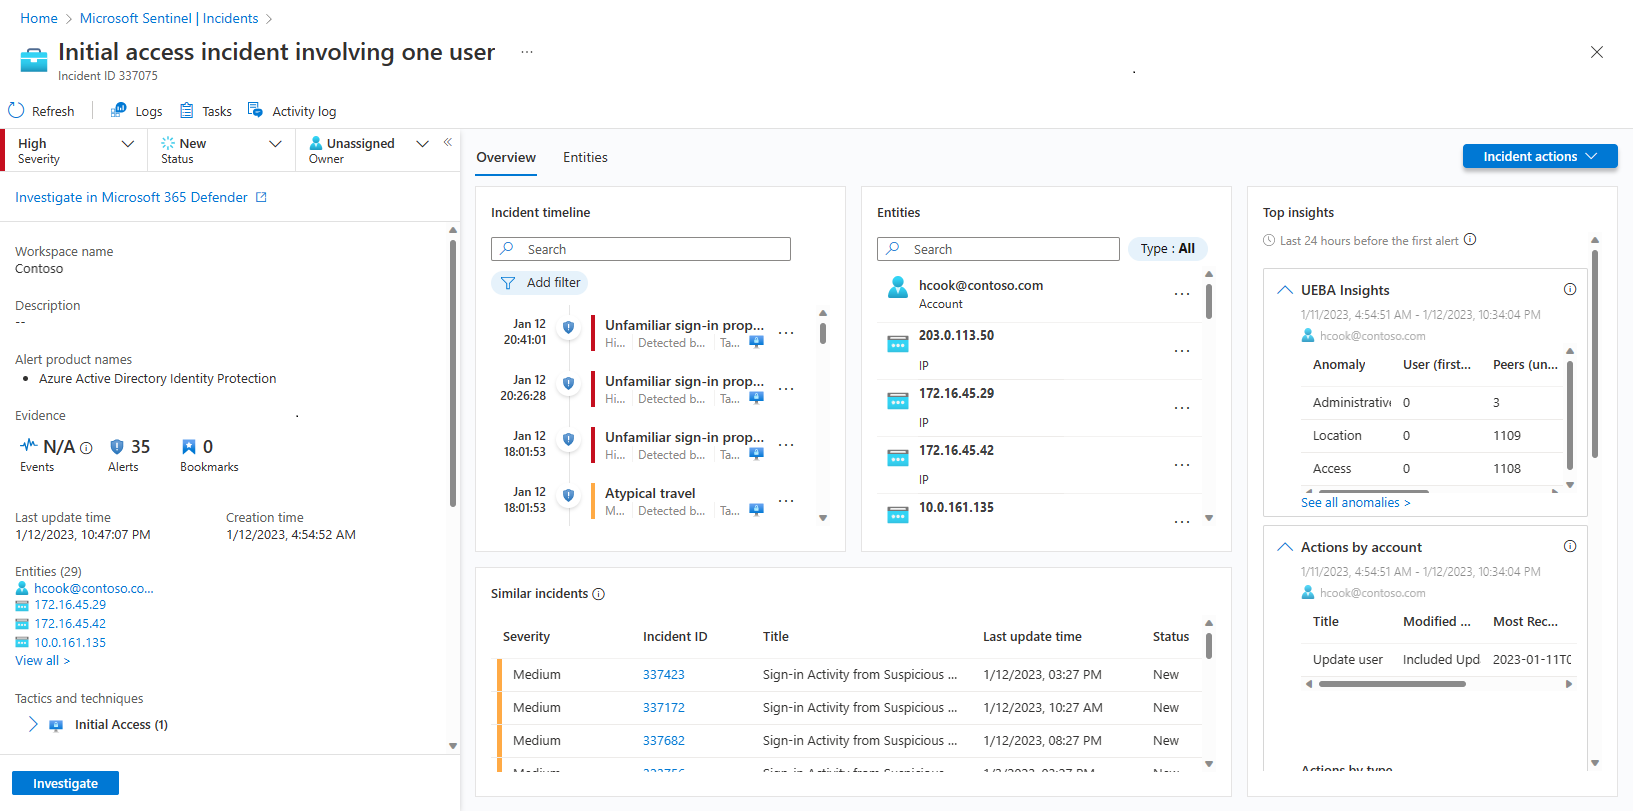 Home > Microsoft Sentinel | Incidents >
Initial access incident involving one user ...
Incident ID 337075
Refresh | Logs Tasks Activity log
High
Severity
New
Status
Unassigned
Owner
«
Investigate in Microsoft 365 Defender
Workspace name
Contoso
Description
--
Alert product names
• Azure Active Directory Identity Protection
Evidence
N/A
Events
35
Alerts
0
Bookmarks
Last update time
1/12/2023, 10:47:07 PM
Creation time
1/12/2023, 4:54:52 AM
Entities (29)
hcook@contoso.co...
172.16.45.29
172.16.45.42
10.0.161.135
View all >
Tactics and techniques
Initial Access (1)
Investigate
Overview Entities
Incident actions
Incident timeline
Search
Add filter
Jan 12
20:41:01
Unfamiliar sign-in prop... ...
Hi... Detected b... Ta...
Jan 12
20:26:28
Unfamiliar sign-in prop... ...
Hi... Detected b... Ta...
Jan 12
18:01:53
Unfamiliar sign-in prop... ...
Hi... Detected b... Ta...
Jan 12
18:01:53
Atypical travel ...
M... Detected b... Ta...
Entities
Search
Type : All
hcook@contoso.com ...
Account
203.0.113.50 ...
IP
172.16.45.29 ...
IP
172.16.45.42 ...
IP
10.0.161.135 ...
Similar incidents
Severity Incident ID Title Last update time Status
Medium 337423 Sign-in Activity from Suspicious ... 1/12/2023, 03:27 PM New
Medium 337172 Sign-in Activity from Suspicious ... 1/12/2023, 10:27 AM New
Medium 337682 Sign-in Activity from Suspicious ... 1/12/2023, 08:27 PM New
Top insights
Last 24 hours before the first alert
UEBA Insights
1/11/2023, 4:54:51 AM - 1/12/2023, 10:34:04 PM
hcook@contoso.com
Anomaly User (first... Peers (un...
Administrative 0 3
Location 0 1109
Access 0 1108
See all anomalies >
Actions by account
1/11/2023, 4:54:51 AM - 1/12/2023, 10:34:04 PM
hcook@contoso.com
Title Modified ... Most Rec...
Update user Included Upd 2023-01-11T0
Actions by type